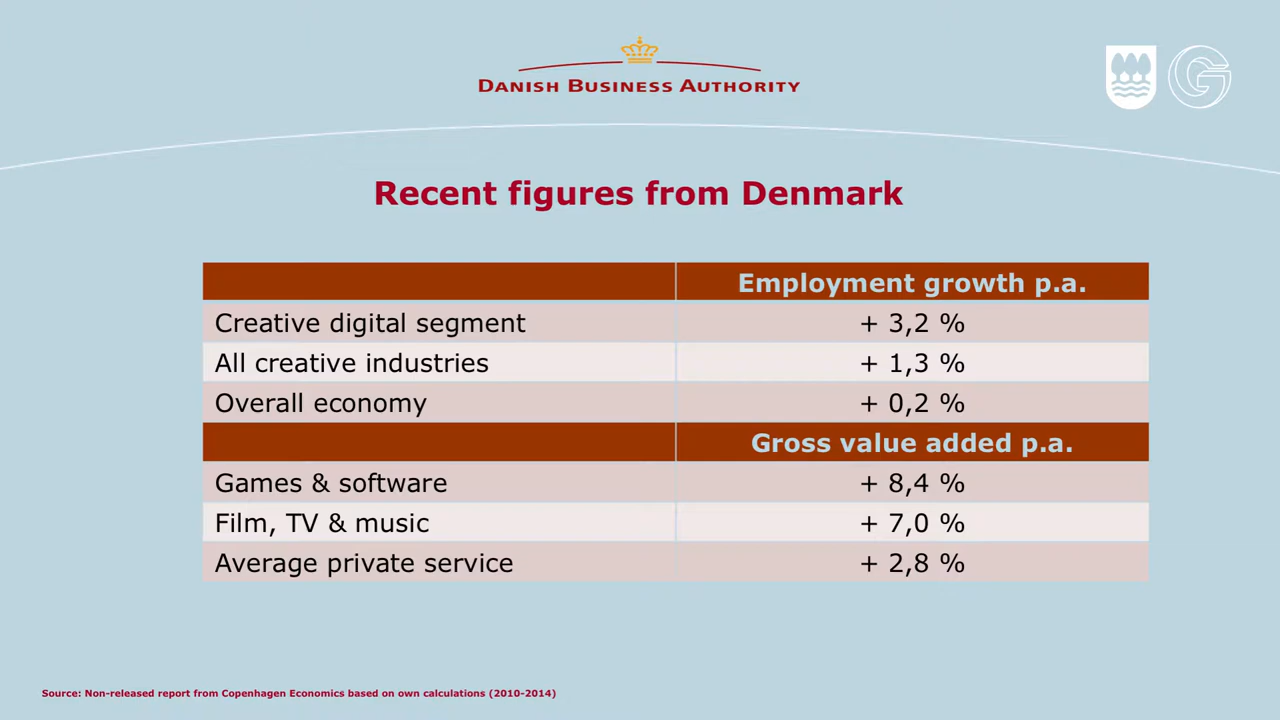 DANISH BUSINESS AUTHORITY
Recent figures from Denmark
Employment growth p.a.
Creative digital segment + 3,2 %
All creative industries + 1,3 %
Overall economy + 0,2 %
Gross value added p.a.
Games & software + 8,4 %
Film, TV & music + 7,0 %
Average private service + 2,8 %
Source: Non-released report from Copenhagen Economics based on own calculations (2010-2014)